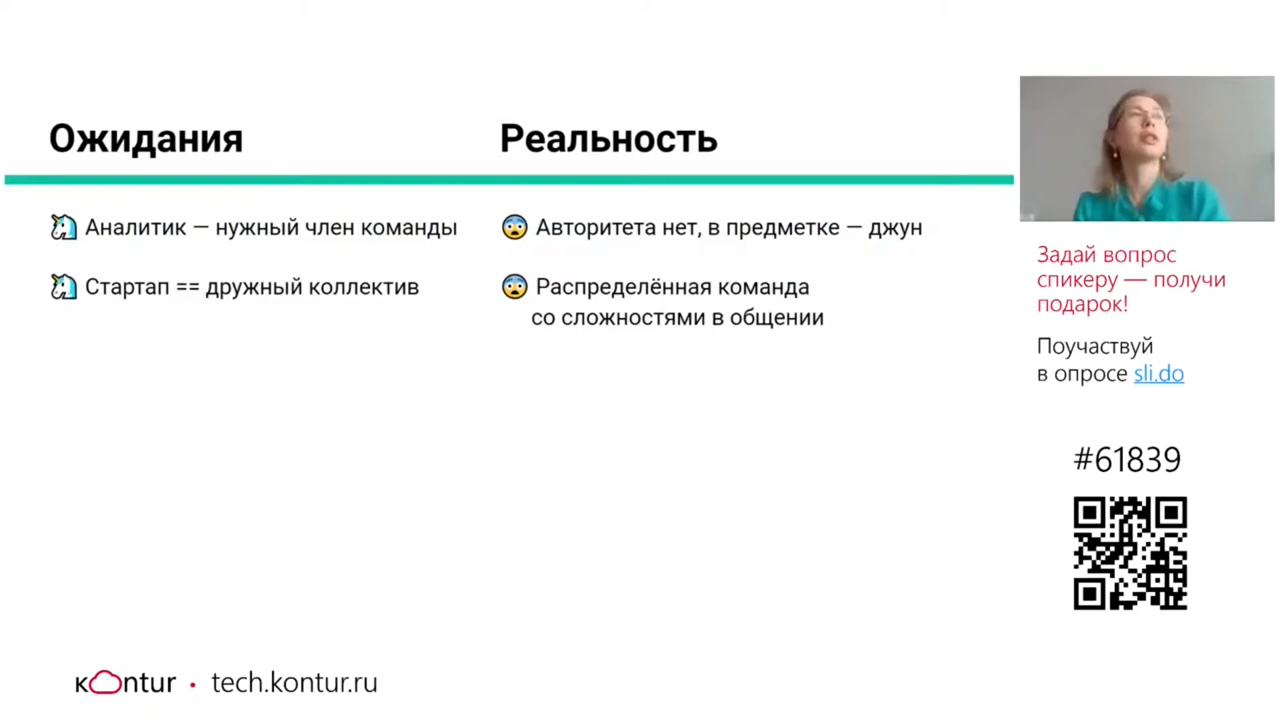 Ожидания
Реальность
Аналитик — нужный член команды
Авторитета нет, в предметке — джун
Стартап == дружный коллектив
Распределённая команда
со сложностями в общении
Задай вопрос
спикеру — получи
подарок!
Поучаствуй
в опросе sli.do
#61839
кontur • tech.kontur.ru